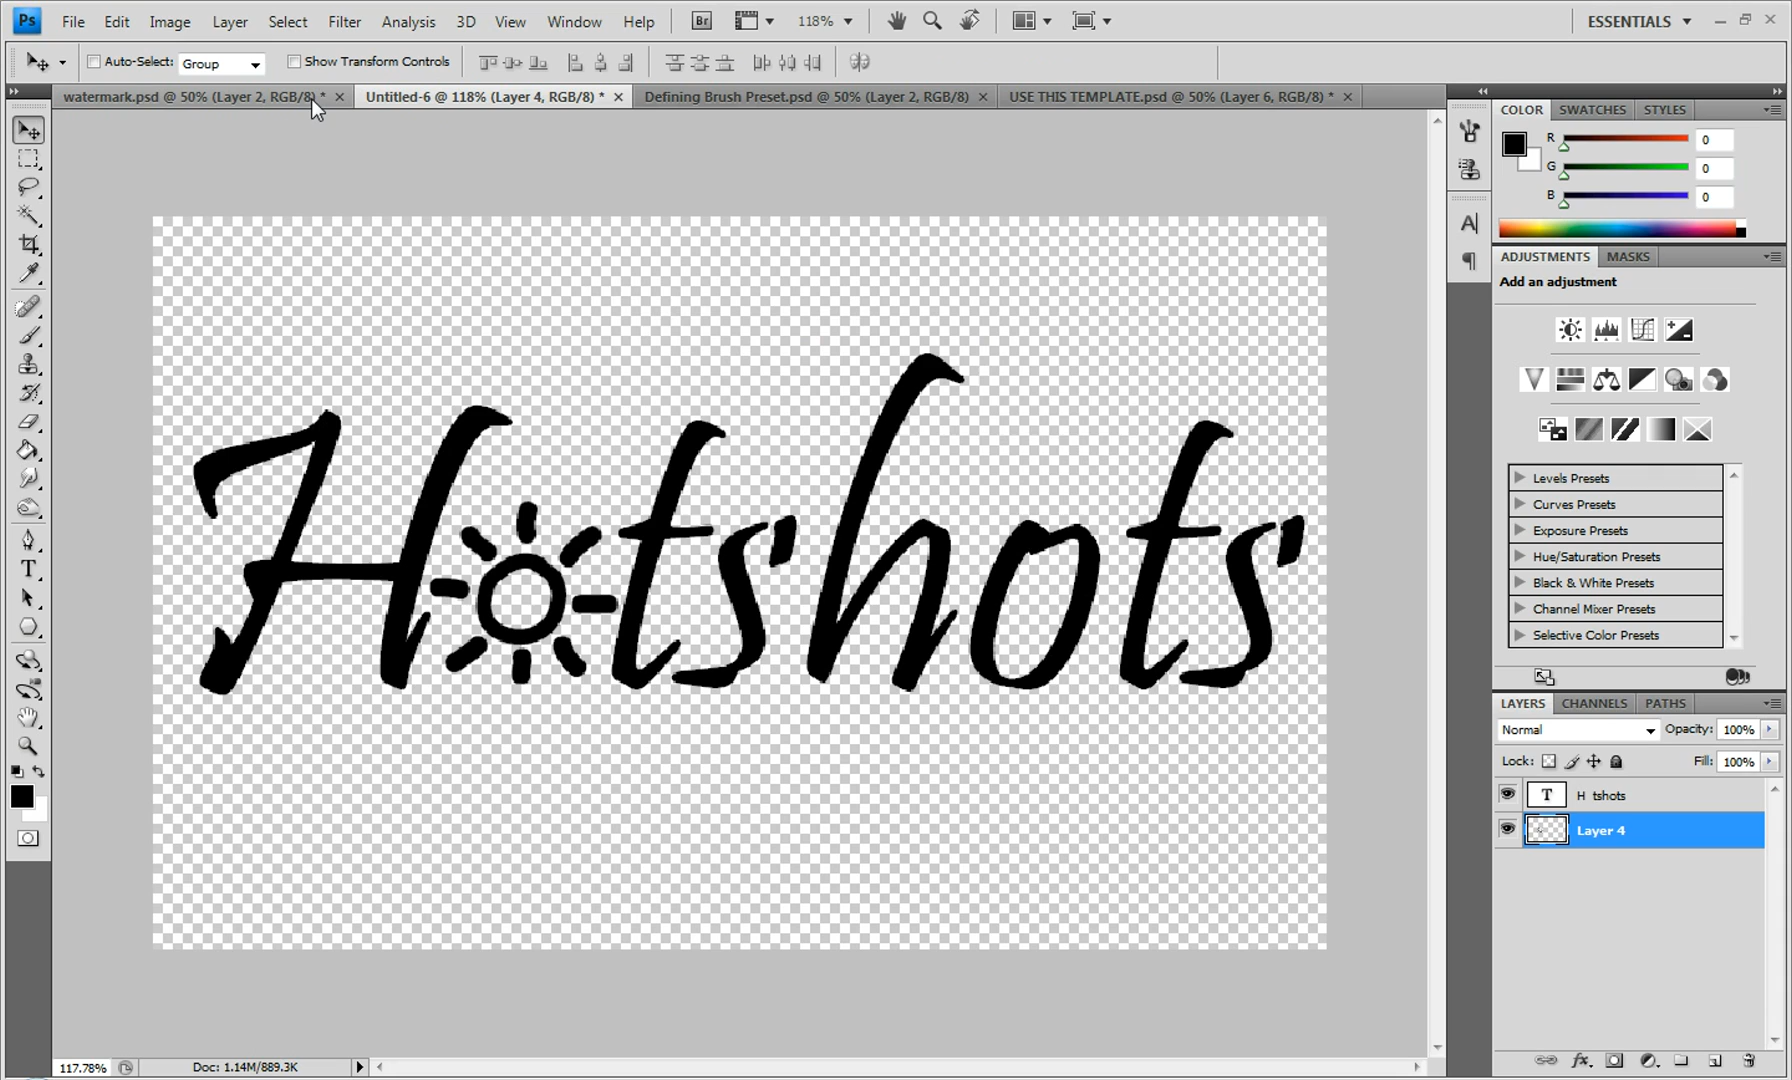 Ps File Edit Image Layer Select Filter Analysis 3D View Window Help Br 118% ESSENTIALS
Auto-Select: Group Show Transform Controls
watermark.psd @ 50% (Layer 2, RGB/8) * × Untitled-6 @ 118% (Layer 4, RGB/8) * × Defining Brush Preset.psd @ 50% (Layer 2, RGB/8) × USE THIS TEMPLATE.psd @ 50% (Layer 6, RGB/8) * ×
COLOR SWATCHES STYLES
R 0
G 0
B 0
ADJUSTMENTS MASKS
Add an adjustment
Levels Presets
Curves Presets
Exposure Presets
Hue/Saturation Presets
Black & White Presets
Channel Mixer Presets
Selective Color Presets
Hotshots
LAYERS CHANNELS PATHS
Normal Opacity: 100%
Lock: Fill: 100%
T H tshots
Layer 4
117.78% Doc: 1.14M/889.3K